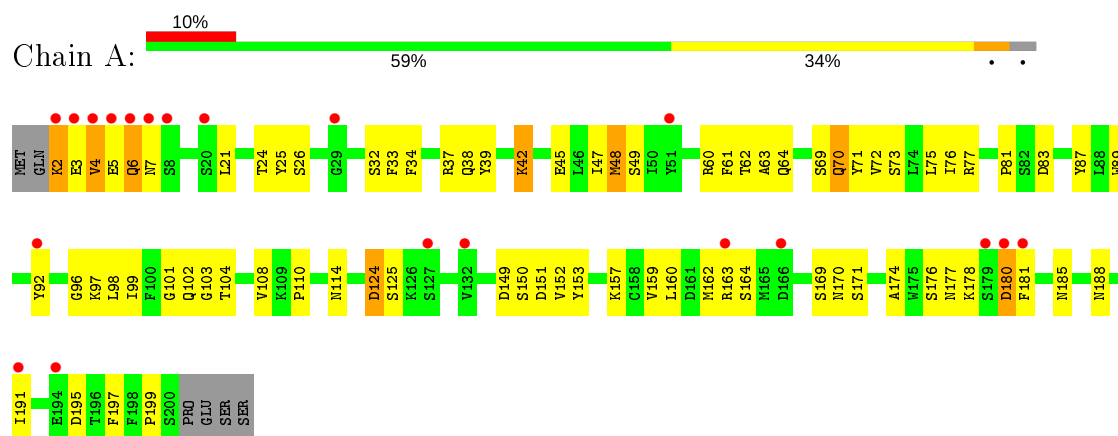 10%
Chain A:
59% 34% • •
MET GLN K2 E3 V4 E5 Q6 N7 S8 S20 L21 T24 Y25 S26 G29 S32 F33 F34 R37 Q38 Y39 K42 E45 L46 I47 M48 S49 I50 Y51 R60 F61 T62 A63 Q64 S69 Q70 Y71 V72 S73 L74 L75 I76 R77 P81 S82 D83 Y87 L88 W89
Y92 G96 K97 L98 I99 F100 G101 Q102 G103 T104 V108 K109 P110 N114 D124 S125 K126 S127 V132 D149 S150 D151 V152 Y153 K157 C158 V159 L160 D161 M162 R163 S164 M165 D166 S169 N170 S171 A174 W175 S176 N177 K178 S179 D180 F181 N185 N188
I191 E194 D195 T196 F197 F198 P199 S200 PRO GLU SER SER